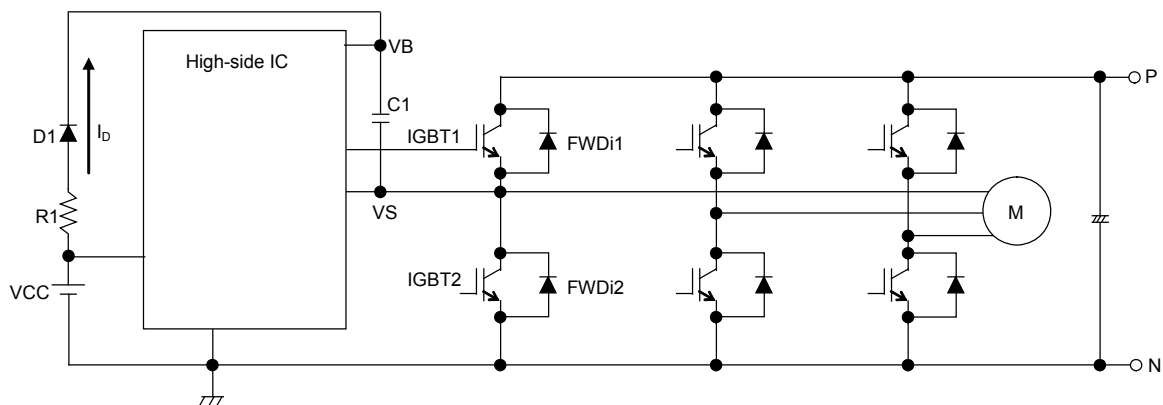 VB
High-side IC
P
C1
D1
I_D
IGBT1
FWDi1
R1
VS
M
VCC
IGBT2
FWDi2
N